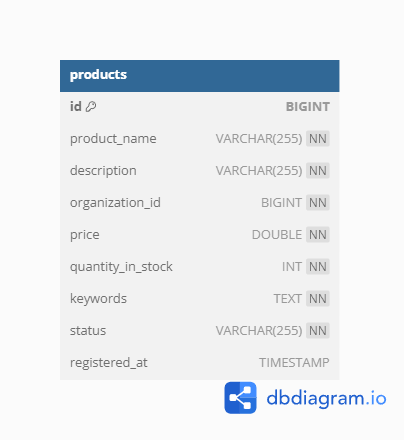 products
id BIGINT
product_name VARCHAR(255) NN
description VARCHAR(255) NN
organization_id BIGINT NN
price DOUBLE NN
quantity_in_stock INT NN
keywords TEXT NN
status VARCHAR(255) NN
registered_at TIMESTAMP
dbdiagram.io